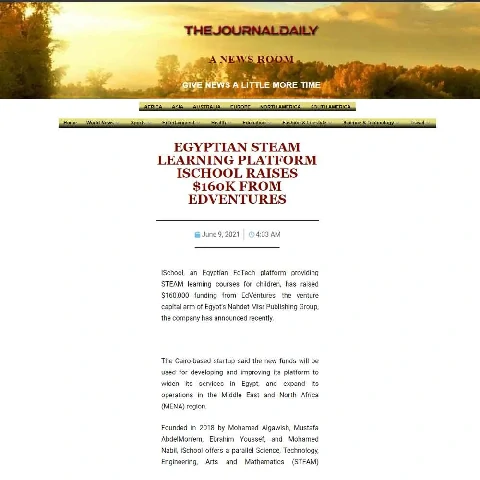 THEJOURNALDAILY
A NEWS ROOM
GIVE NEWS A LITTLE MORE TIME
AFRICA ASIA AUSTRALIA EUROPE NORTH AMERICA SOUTH AMERICA
Home World News Sports Entertainment Health Education Fashion & Lifestyle Science & Technology Travel
EGYPTIAN STEAM
LEARNING PLATFORM
ISCHOOL RAISES
$160K FROM
EDVENTURES
June 9, 2021 4:03 AM
iSchool, an Egyptian EdTech platform providing
STEAM learning courses for children, has raised
$160,000 funding from EdVentures, the venture
capital arm of Egypt's Nahdet Misr Publishing Group,
the company has announced recently.
The Cairo-based startup said the new funds will be
used for developing and improving its platform to
widen its services in Egypt, and expand its
operations in the Middle East and North Africa
(MENA) region.
Founded in 2018 by Mohamed Algawish, Mustafa
AbdelMon'em, Ebrahim Youssef, and Mohamed
Nabil, iSchool offers a parallel Science, Technology,
Engineering, Arts and Mathematics (STEAM)